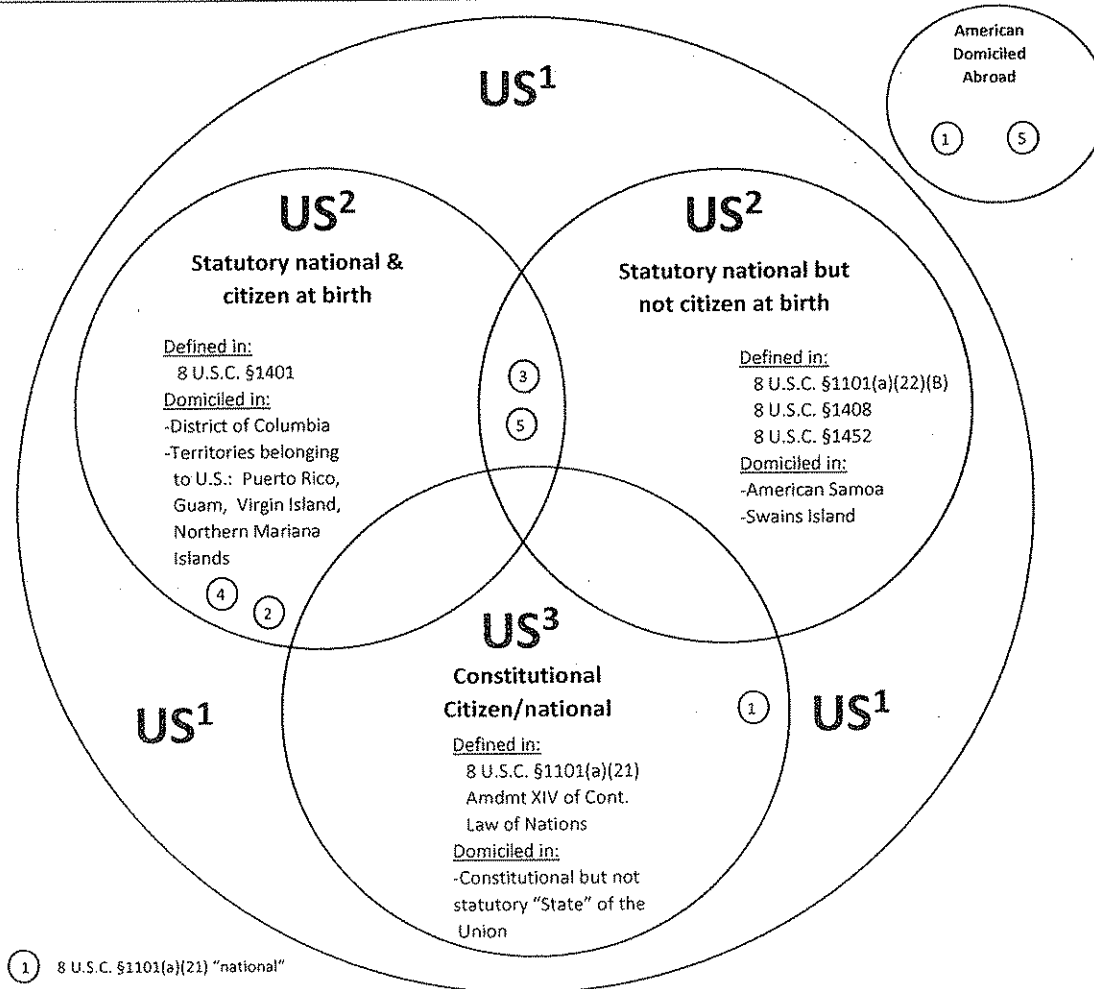 American
Domiciled
Abroad
1 5
US¹
US²
Statutory national &
citizen at birth
Defined in:
8 U.S.C. §1401
Domiciled in:
-District of Columbia
-Territories belonging
to U.S.: Puerto Rico,
Guam, Virgin Island,
Northern Mariana
Islands
4 2
3
5
US²
Statutory national but
not citizen at birth
Defined in:
8 U.S.C. §1101(a)(22)(B)
8 U.S.C. §1408
8 U.S.C. §1452
Domiciled in:
-American Samoa
-Swains Island
US¹
US³
Constitutional
Citizen/national
Defined in:
8 U.S.C. §1101(a)(21)
Amdmt XIV of Cont.
Law of Nations
Domiciled in:
-Constitutional but not
statutory "State" of the
Union
1
US¹
1 8 U.S.C. §1101(a)(21) "national"